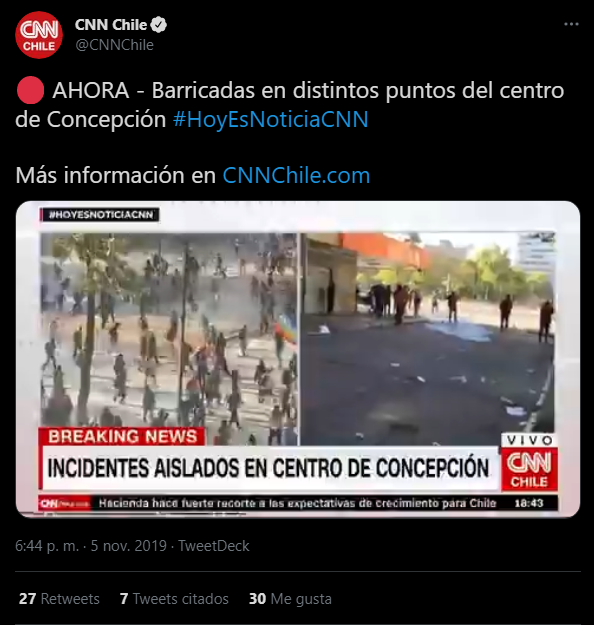 CNN Chile
@CNNChile
AHORA - Barricadas en distintos puntos del centro
de Concepción #HoyEsNoticiaCNN
Más información en CNNChile.com
#HOYESNOTICIACNN
BREAKING NEWS
VIVO
INCIDENTES AISLADOS EN CENTRO DE CONCEPCIÓN
CNN
CHILE
Hacienda hace fuerte recorte a las expectativas de crecimiento para Chile
18:43
6:44 p. m. · 5 nov. 2019 · TweetDeck
27 Retweets 7 Tweets citados 30 Me gusta